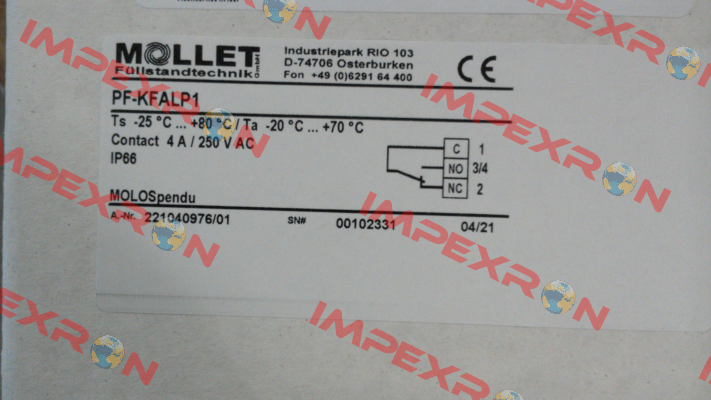 MOLLET
Füllstandtechnik GmbH
Industriepark RIO 103
D-74706 Osterburken
Fon +49 (0)6291 64 400
CE
PF-KFALP1
Ts -25 °C ... +80 °C / Ta -20 °C ... +70 °C
Contact 4 A / 250 V AC
IP66
C 1
NO 3/4
NC 2
MOLOSpendu
A.-Nr. 221040976/01 SN# 00102331 04/21
IMPEXRON
IMPEXRON
IMPEXRON
IMPEXRON
IMPEXRON
IMPEXRON